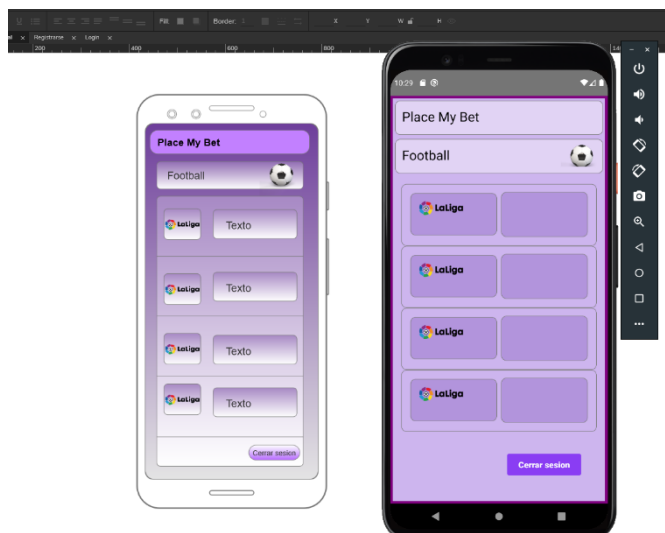 Fill:
Border:
X
Y
W
H
Registrarse x Login x
200
400
600
800
Place My Bet
Football
LaLiga
Texto
LaLiga
Texto
LaLiga
Texto
LaLiga
Texto
Cerrar sesion
10:29
Place My Bet
Football
LaLiga
LaLiga
LaLiga
LaLiga
Cerrar sesion